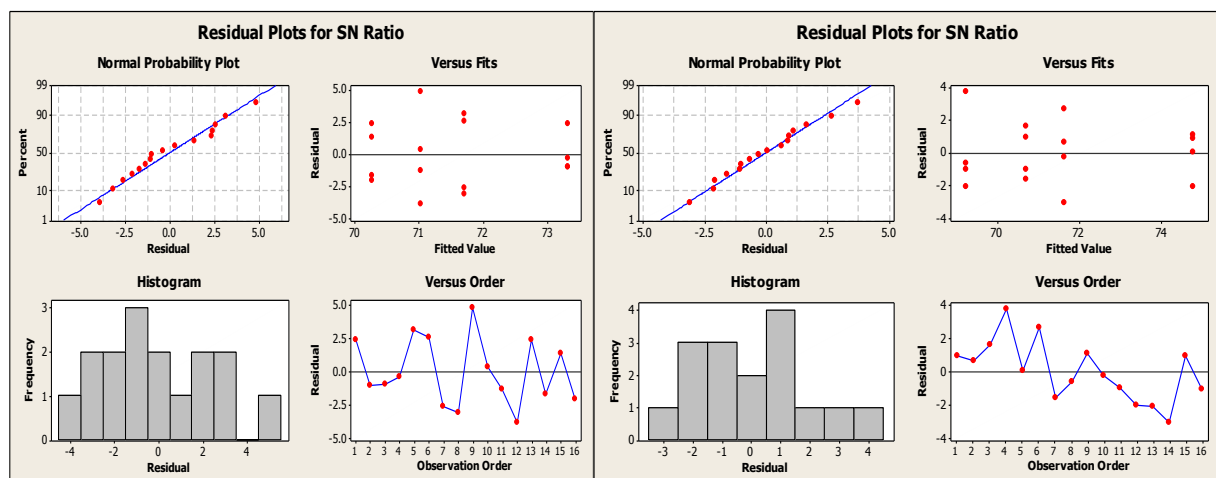 Residual Plots for SN Ratio
Normal Probability Plot
Versus Fits
99
90
50
10
1
Percent
-5.0 -2.5 0.0 2.5 5.0
Residual
5.0
2.5
0.0
-2.5
-5.0
Residual
70 71 72 73
Fitted Value
Histogram
Versus Order
3
2
1
0
Frequency
-4 -2 0 2 4
Residual
5.0
2.5
0.0
-2.5
-5.0
Residual
1 2 3 4 5 6 7 8 9 10 11 12 13 14 15 16
Observation Order
Residual Plots for SN Ratio
Normal Probability Plot
Versus Fits
99
90
50
10
1
Percent
-5.0 -2.5 0.0 2.5 5.0
Residual
4
2
0
-2
-4
Residual
70 72 74
Fitted Value
Histogram
Versus Order
4
3
2
1
0
Frequency
-3 -2 -1 0 1 2 3 4
Residual
4
2
0
-2
-4
Residual
1 2 3 4 5 6 7 8 9 10 11 12 13 14 15 16
Observation Order